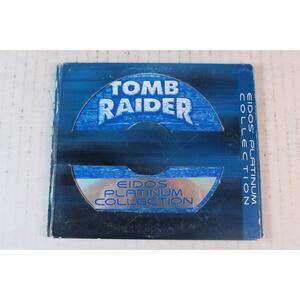 TOMB
RAIDER
EIDOS
PLATINUM
COLLECTION
EIDOS PLATINUM
COLLECTION